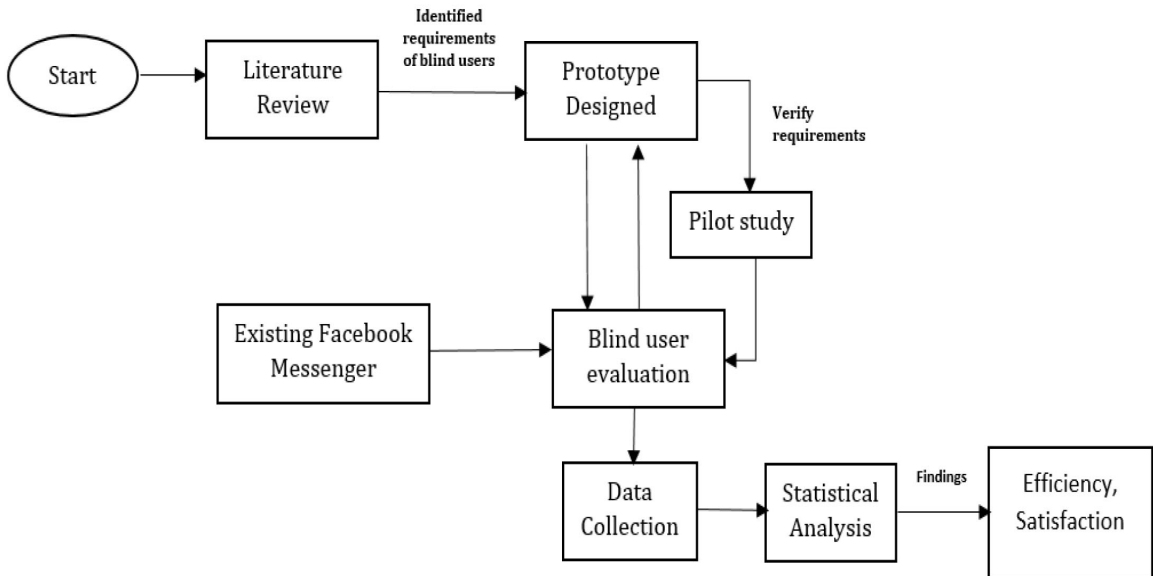 Start
Literature
Review
Identified
requirements
of blind users
Prototype
Designed
Verify
requirements
Pilot study
Existing Facebook
Messenger
Blind user
evaluation
Data
Collection
Statistical
Analysis
Findings
Efficiency,
Satisfaction